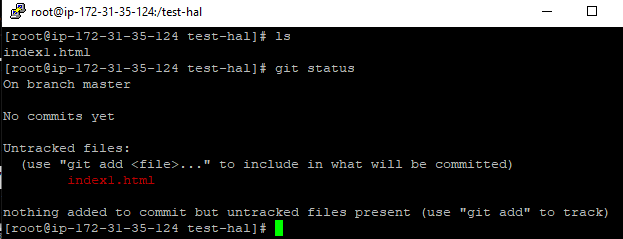 root@ip-172-31-35-124:/test-hal
[root@ip-172-31-35-124 test-hal]# ls
index1.html
[root@ip-172-31-35-124 test-hal]# git status
On branch master
No commits yet
Untracked files:
  (use "git add <file>..." to include in what will be committed)
        index1.html
nothing added to commit but untracked files present (use "git add" to track)
[root@ip-172-31-35-124 test-hal]#